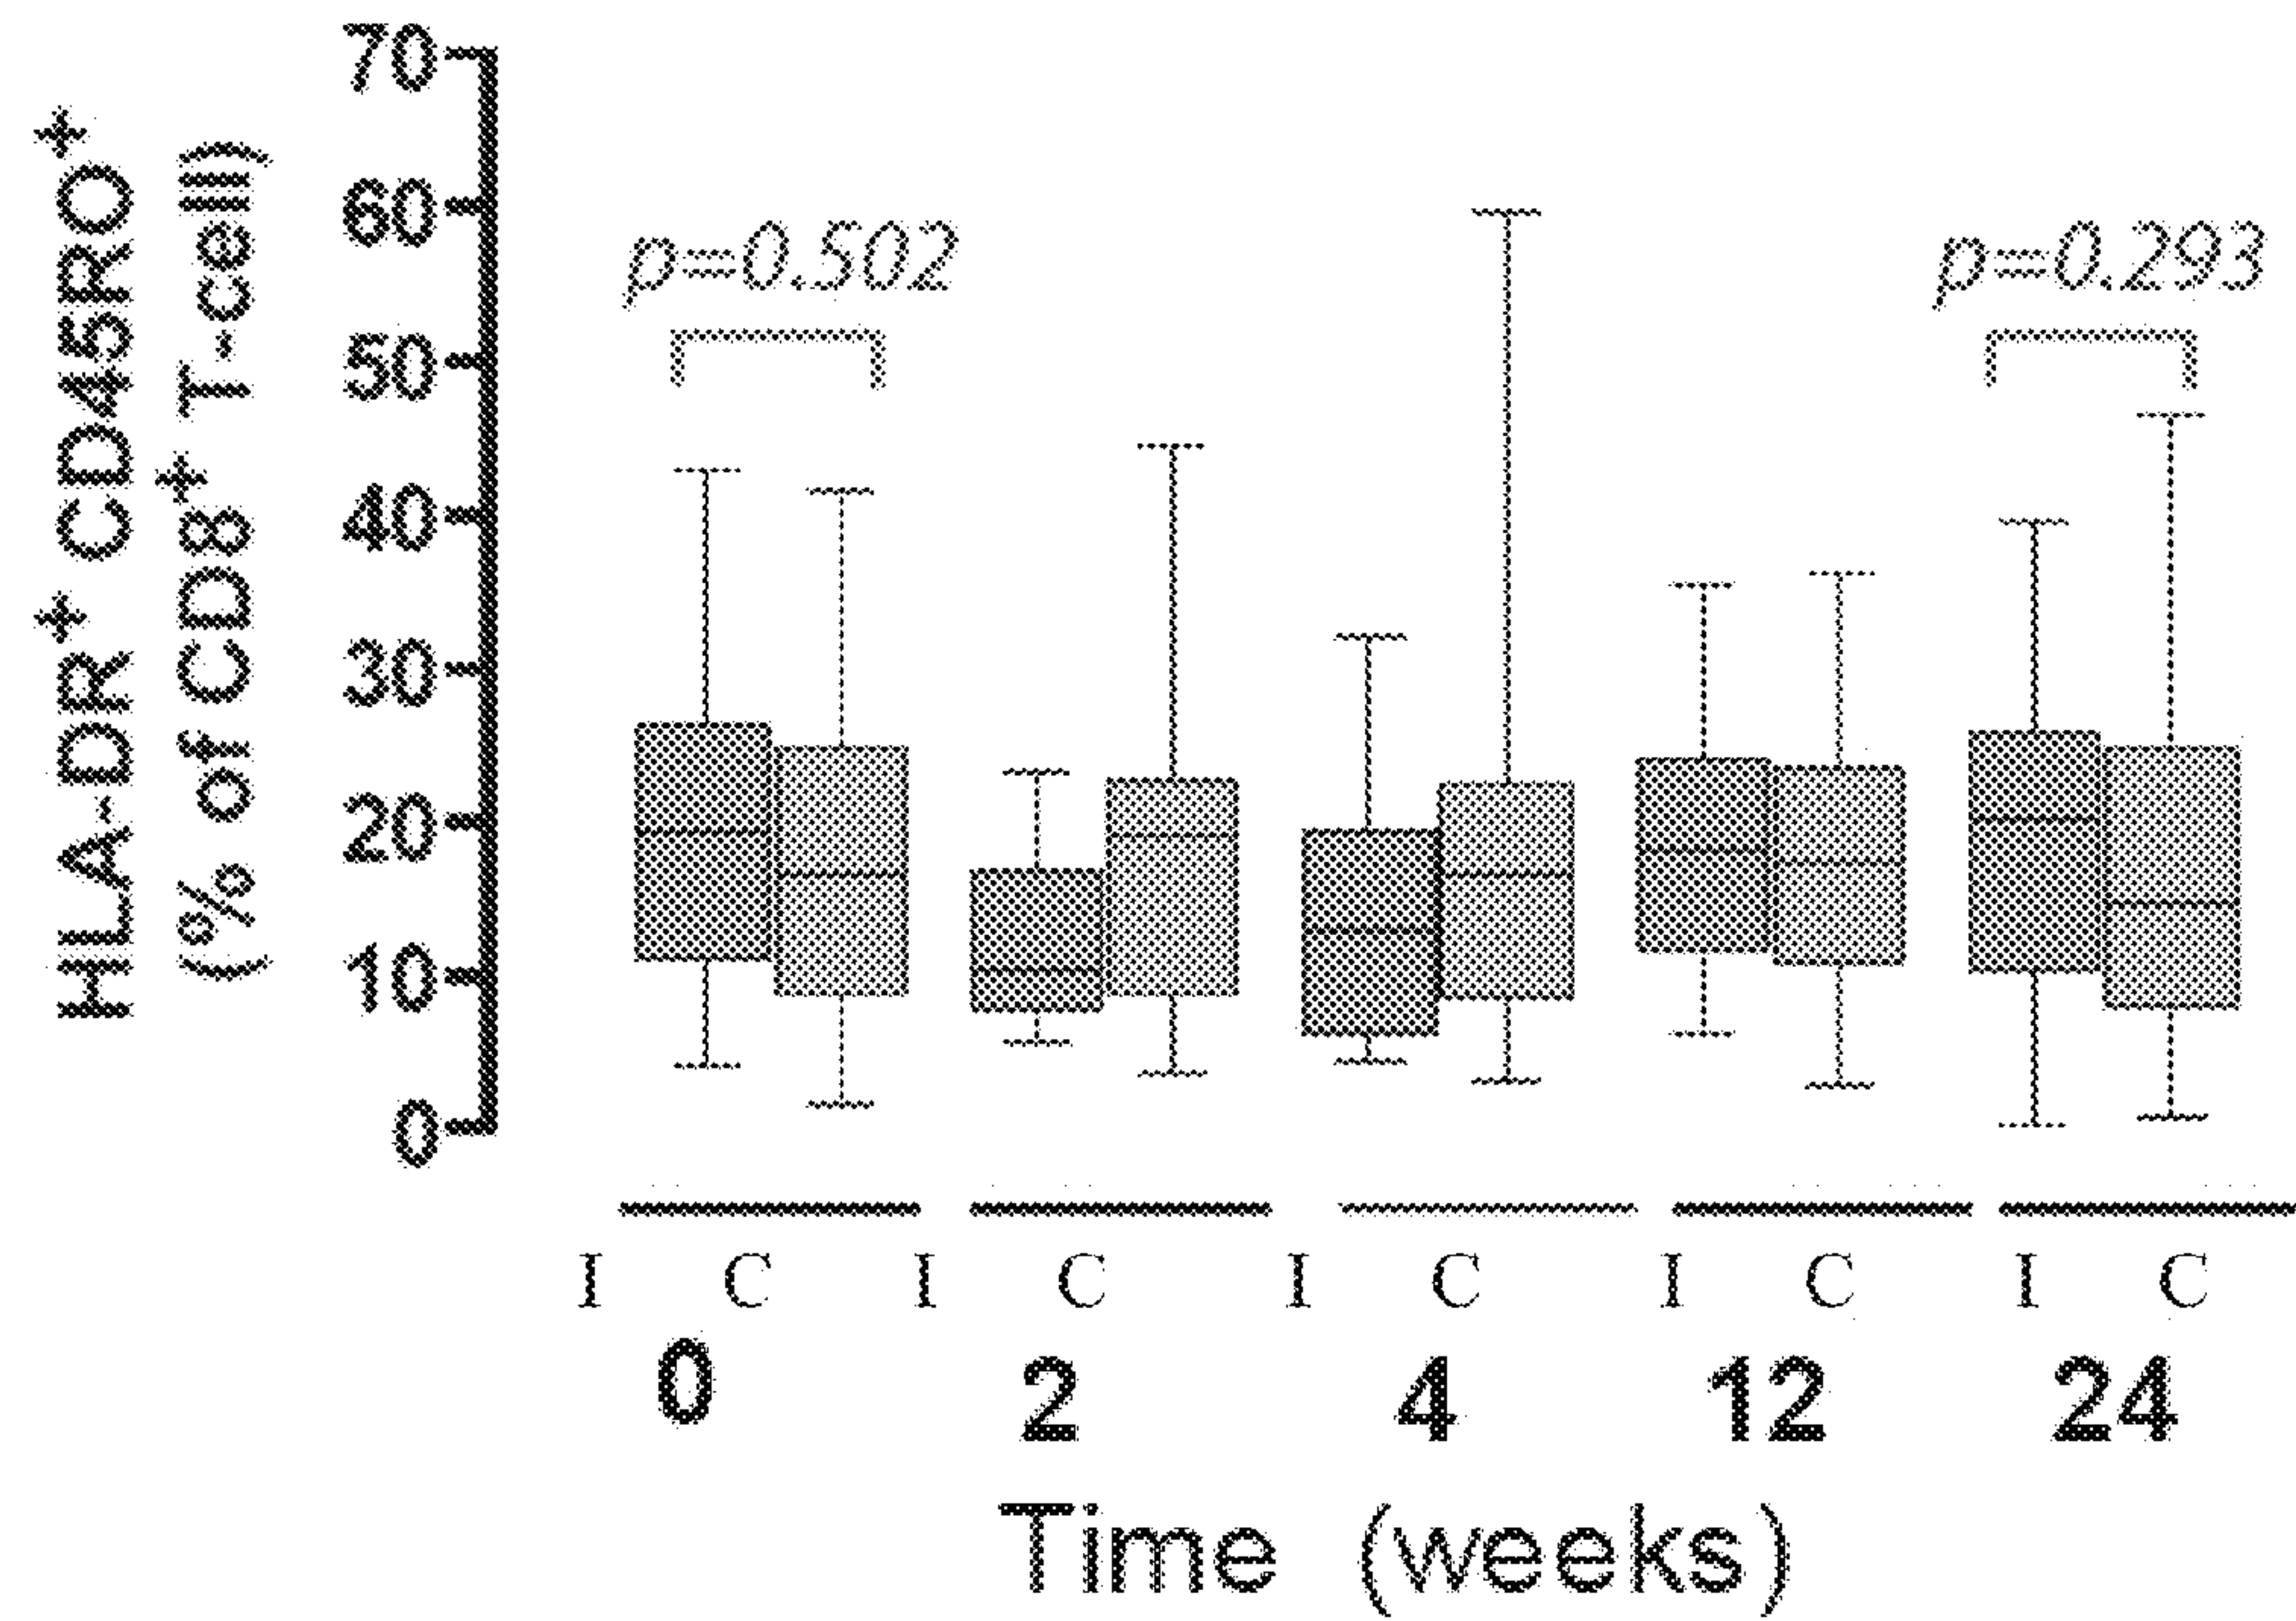 HLA-DR⁺ CD45RO⁺
(% of CD8⁺ T-cell)
70
60
50
40
30
20
10
0
p=0.502
p=0.293
I C I C I C I C I C
0 2 4 12 24
Time (weeks)